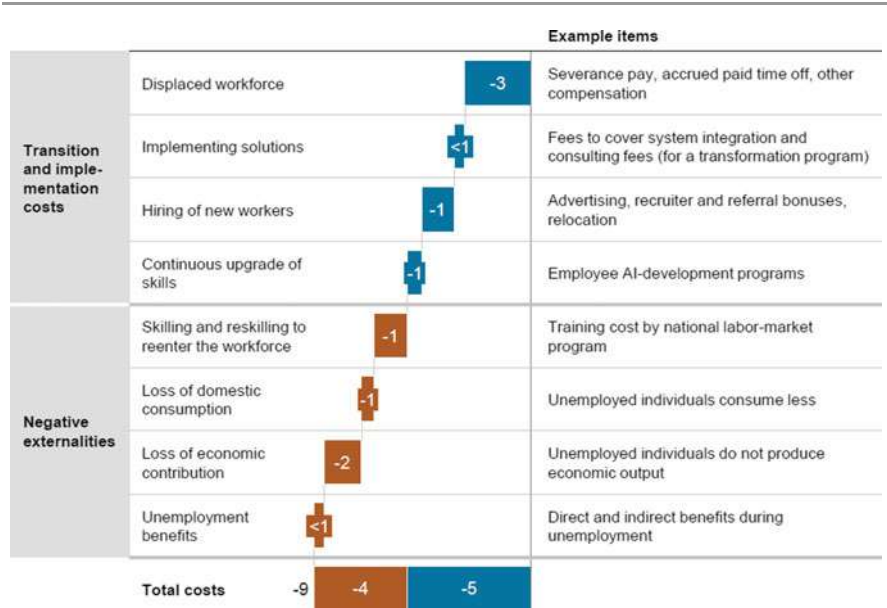 Example items
Transition
and imple-
mentation
costs
Displaced workforce
-3
Severance pay, accrued paid time off, other
compensation
Implementing solutions
<1
Fees to cover system integration and
consulting fees (for a transformation program)
Hiring of new workers
-1
Advertising, recruiter and referral bonuses,
relocation
Continuous upgrade of
skills
-1
Employee AI-development programs
Negative
externalities
Skilling and reskilling to
reenter the workforce
-1
Training cost by national labor-market
program
Loss of domestic
consumption
-1
Unemployed individuals consume less
Loss of economic
contribution
-2
Unemployed individuals do not produce
economic output
Unemployment
benefits
<1
Direct and indirect benefits during
unemployment
Total costs
-9
-4
-5